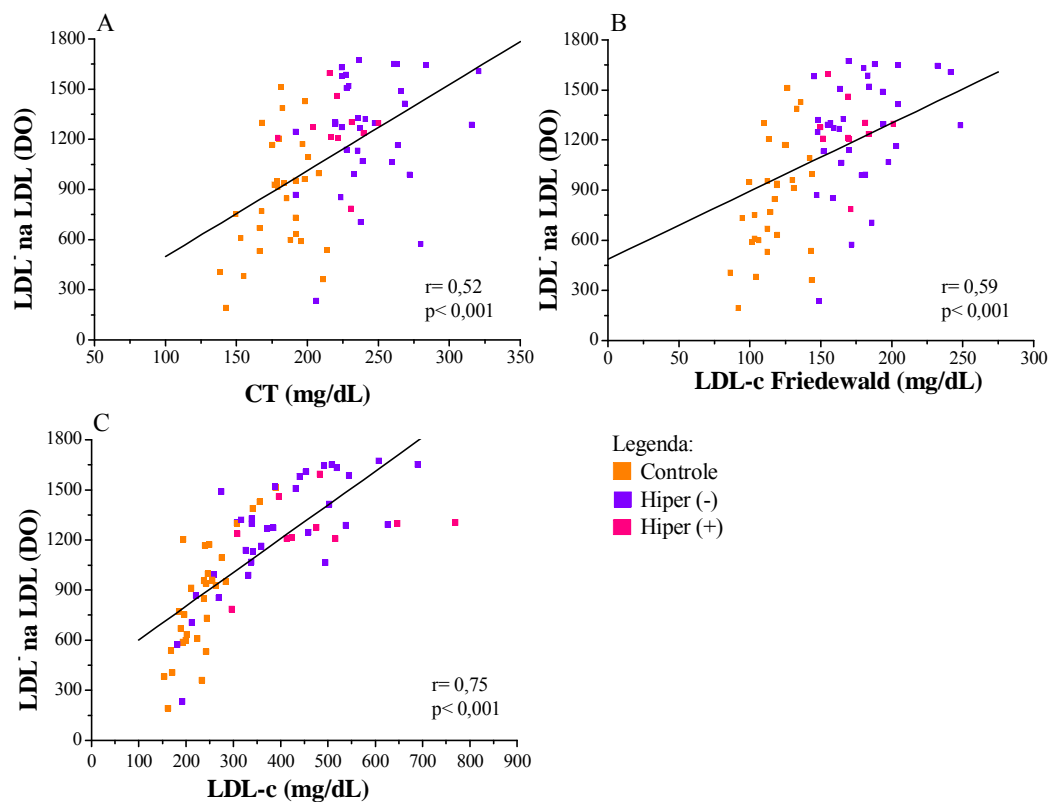 A
1800
1500
1200
900
600
300
0
LDL⁻ na LDL (DO)
r= 0,52
p< 0,001
50 100 150 200 250 300 350
CT (mg/dL)
B
1800
1500
1200
900
600
300
0
LDL⁻ na LDL (DO)
r= 0,59
p< 0,001
0 50 100 150 200 250 300
LDL-c Friedewald (mg/dL)
C
1800
1500
1200
900
600
300
0
LDL⁻ na LDL (DO)
r= 0,75
p< 0,001
0 100 200 300 400 500 600 700 800 900
LDL-c (mg/dL)
Legenda:
Controle
Hiper (-)
Hiper (+)